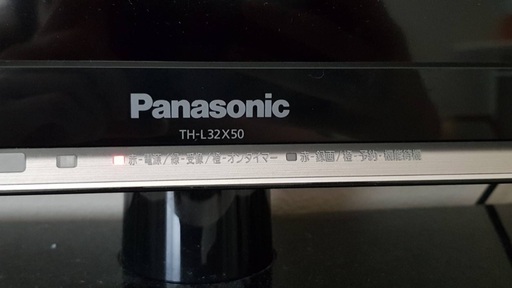 Panasonic
TH-L32X50
赤-電源/緑-受像/橙-オンタイマー 赤-録画/橙-予約・機能待機